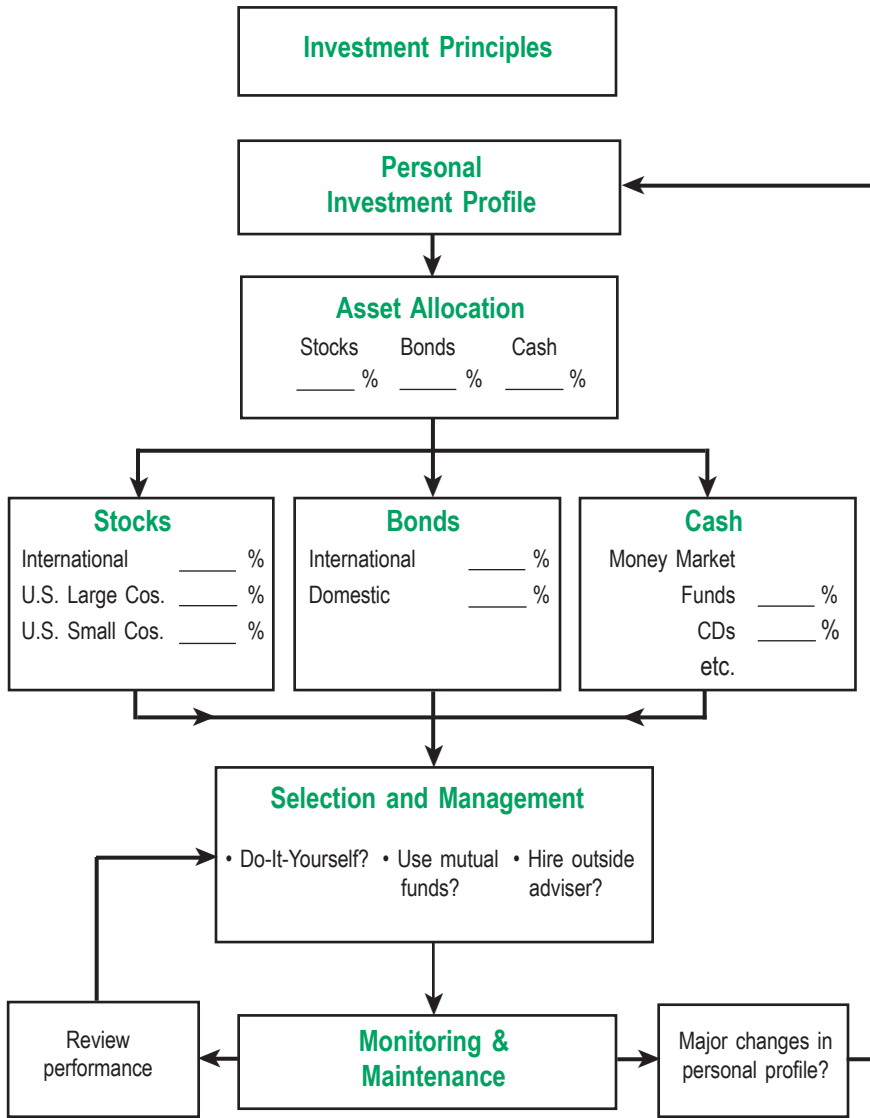 Investment Principles
Personal
Investment Profile
Asset Allocation
Stocks Bonds Cash
_____ % _____ % _____ %
Stocks
International _____ %
U.S. Large Cos. _____ %
U.S. Small Cos. _____ %
Bonds
International _____ %
Domestic _____ %
Cash
Money Market
Funds _____ %
CDs _____ %
etc.
Selection and Management
• Do-It-Yourself? • Use mutual • Hire outside
funds? adviser?
Review
performance
Monitoring &
Maintenance
Major changes in
personal profile?